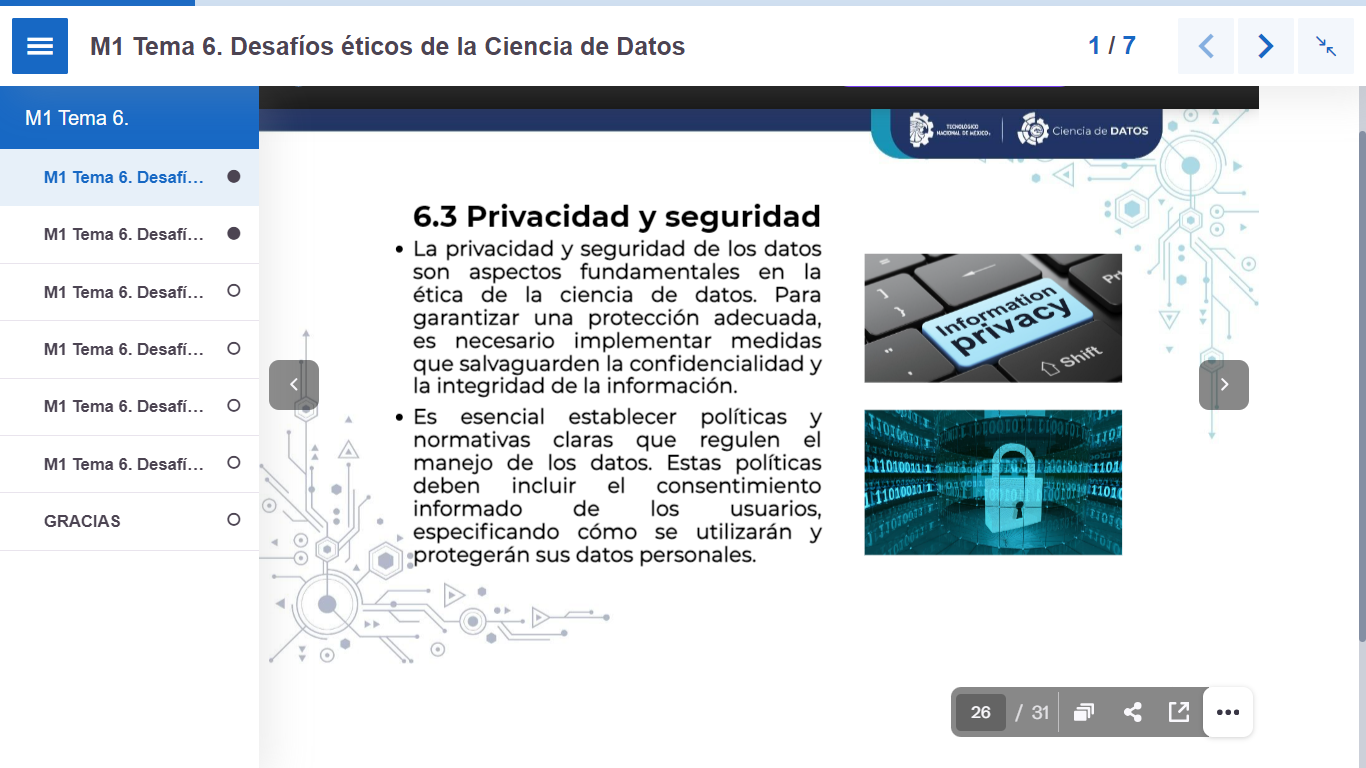 M1 Tema 6. Desafíos éticos de la Ciencia de Datos
1 / 7
M1 Tema 6.
M1 Tema 6. Desafí...
M1 Tema 6. Desafí...
M1 Tema 6. Desafí...
M1 Tema 6. Desafí...
M1 Tema 6. Desafí...
M1 Tema 6. Desafí...
GRACIAS
TECNOLÓGICO
NACIONAL DE MÉXICO
Ciencia de DATOS
6.3 Privacidad y seguridad
• La privacidad y seguridad de los datos
son aspectos fundamentales en la
ética de la ciencia de datos. Para
garantizar una protección adecuada,
es necesario implementar medidas
que salvaguarden la confidencialidad y
la integridad de la información.
• Es esencial establecer políticas y
normativas claras que regulen el
manejo de los datos. Estas políticas
deben incluir el consentimiento
informado de los usuarios,
especificando cómo se utilizarán y
protegerán sus datos personales.
Information
privacy
Shift
26 / 31